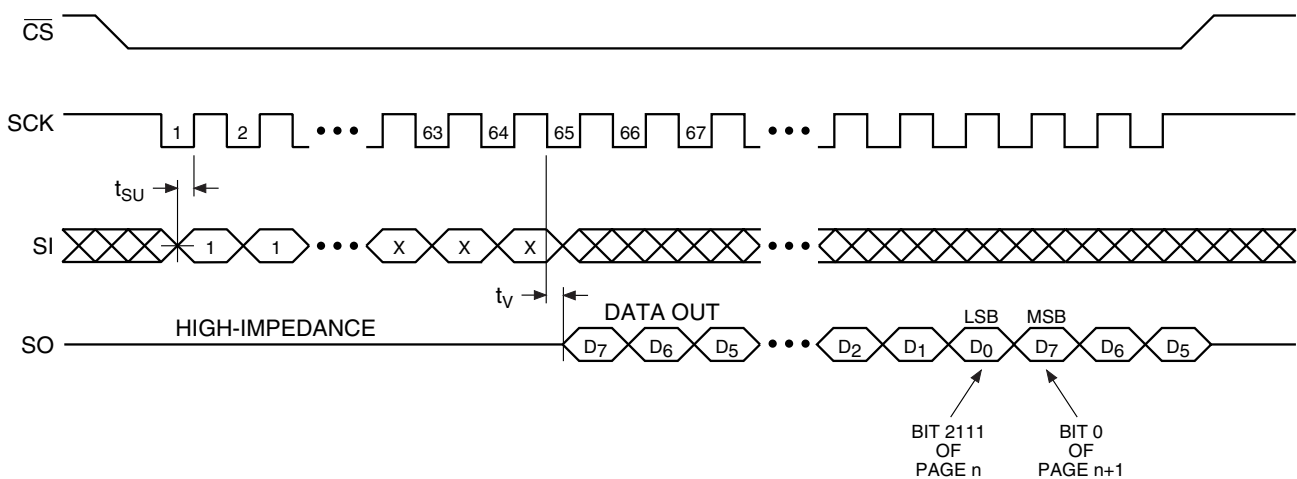 CS
SCK
1 2 63 64 65 66 67
tSU
SI
1 1 X X X
tV
HIGH-IMPEDANCE
DATA OUT
LSB MSB
SO
D7 D6 D5 D2 D1 D0 D7 D6 D5
BIT 2111
OF
PAGE n
BIT 0
OF
PAGE n+1